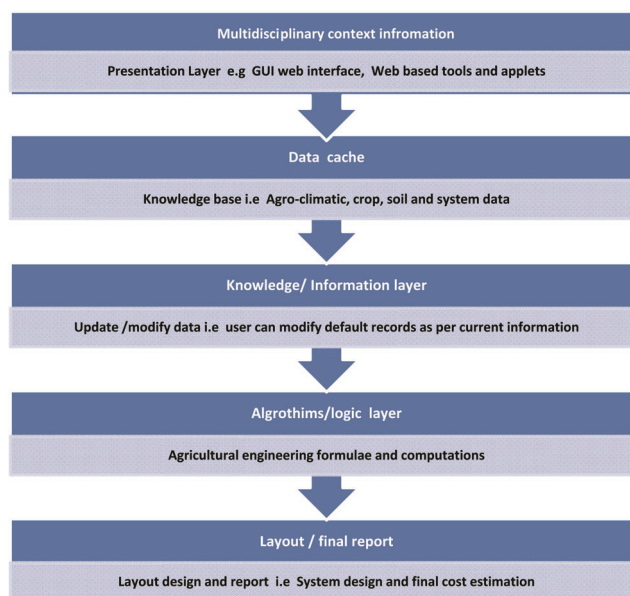 Multidisciplinary context infromation
Presentation Layer e.g GUI web interface, Web based tools and applets
Data cache
Knowledge base i.e Agro-climatic, crop, soil and system data
Knowledge/ Information layer
Update /modify data i.e user can modify default records as per current information
Algrothims/logic layer
Agricultural engineering formulae and computations
Layout / final report
Layout design and report i.e System design and final cost estimation